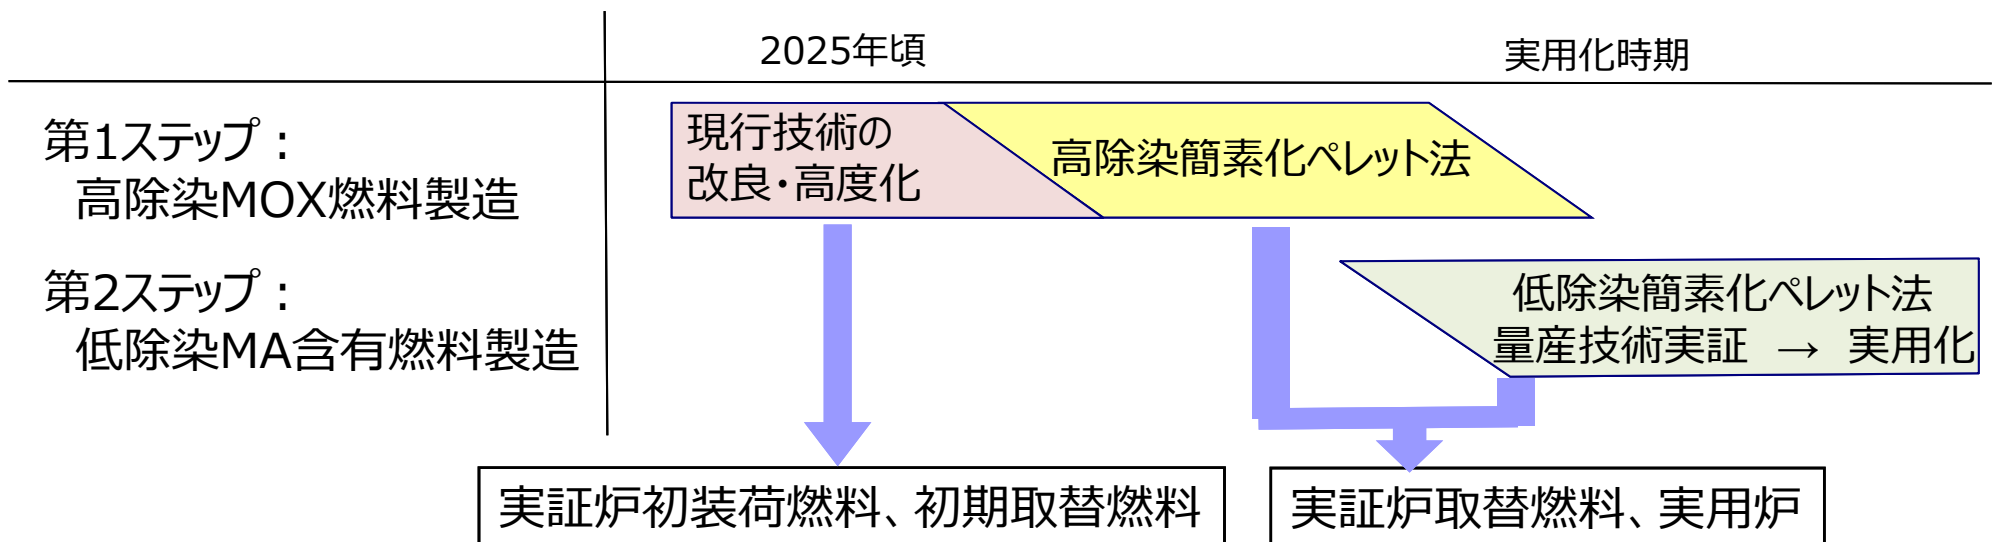 2025年頃
実用化時期
第1ステップ：
高除染MOX燃料製造
現行技術の
改良・高度化
高除染簡素化ペレット法
第2ステップ：
低除染MA含有燃料製造
低除染簡素化ペレット法
量産技術実証 → 実用化
実証炉初装荷燃料、初期取替燃料
実証炉取替燃料、実用炉